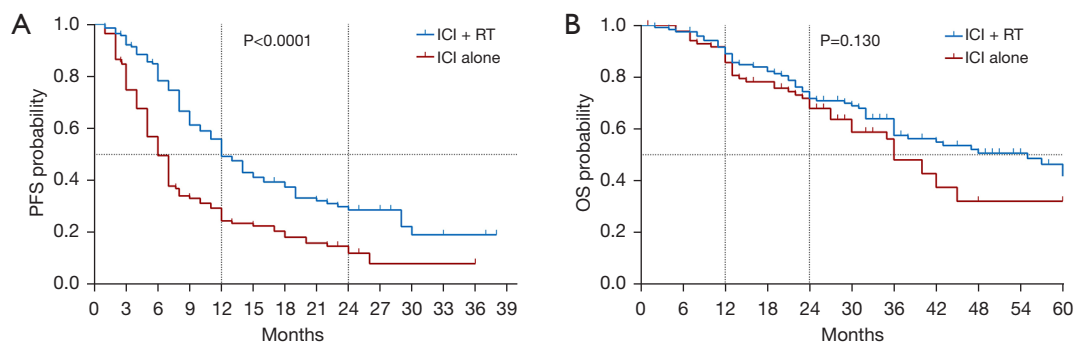 A
PFS probability
1.0
0.8
0.6
0.4
0.2
0.0
P<0.0001
ICI + RT
ICI alone
0 3 6 9 12 15 18 21 24 27 30 33 36 39
Months
B
OS probability
1.0
0.8
0.6
0.4
0.2
0.0
P=0.130
ICI + RT
ICI alone
0 6 12 18 24 30 36 42 48 54 60
Months